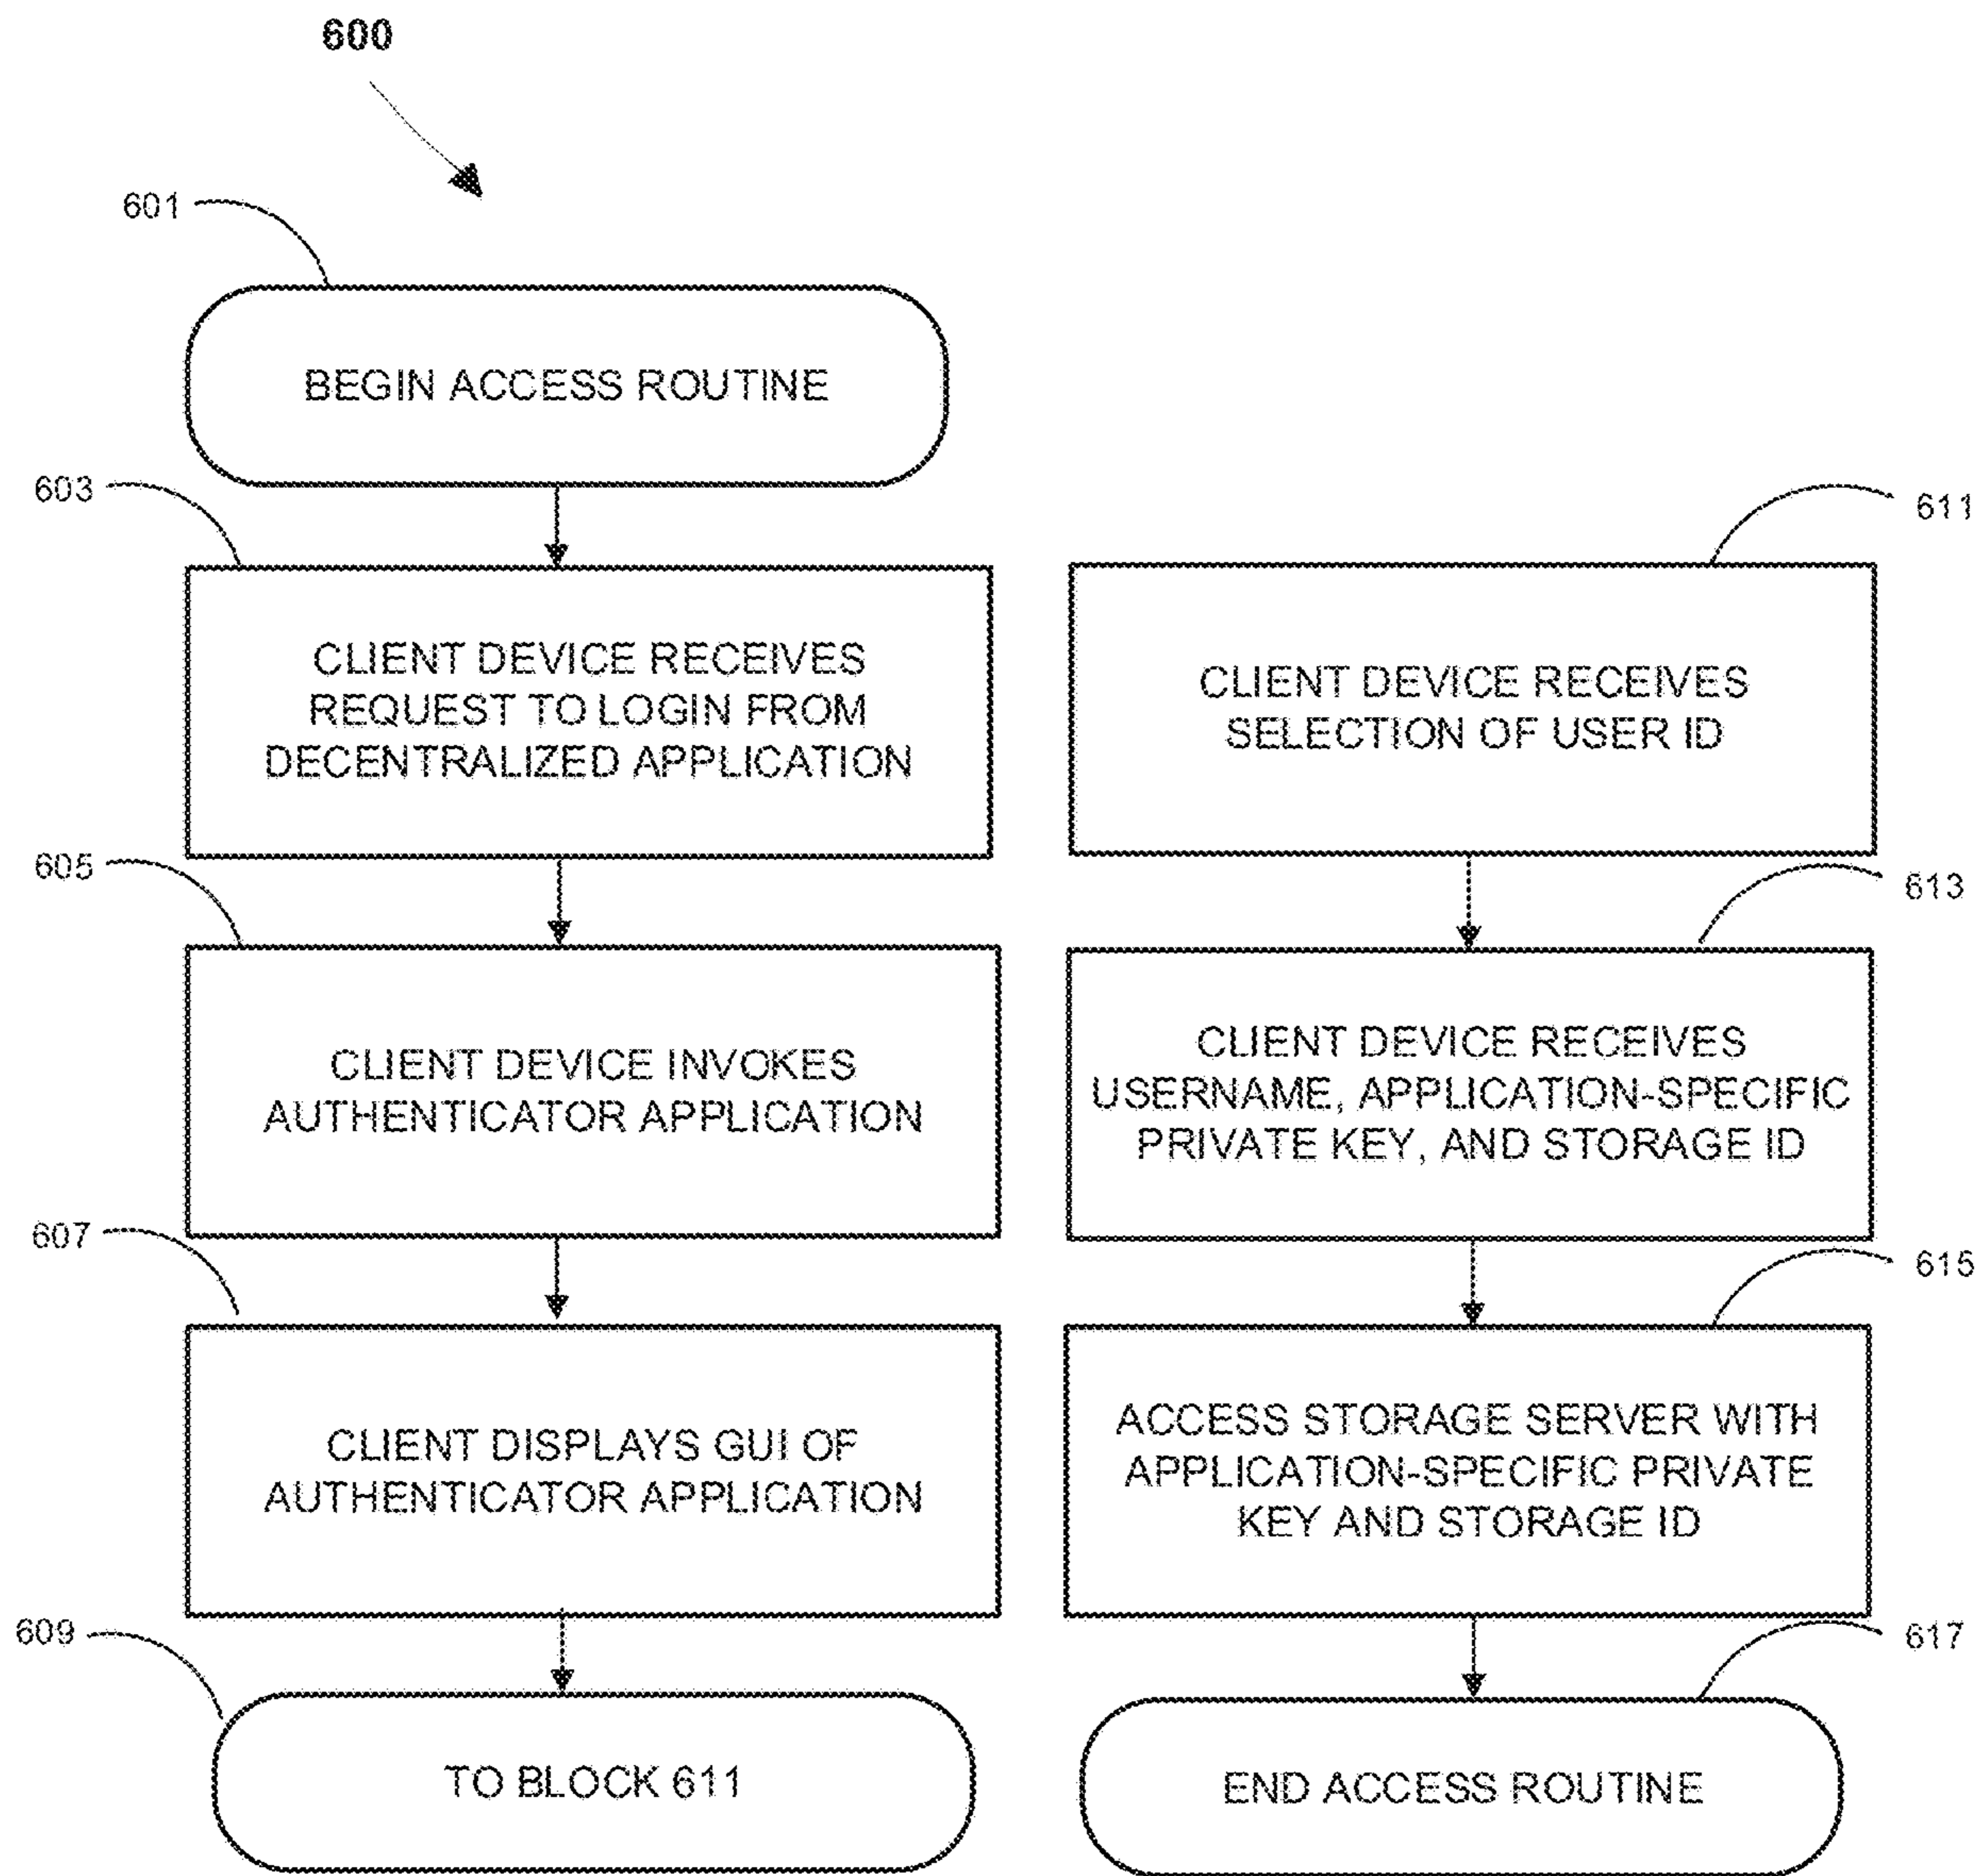 600
601
BEGIN ACCESS ROUTINE
603
CLIENT DEVICE RECEIVES
REQUEST TO LOGIN FROM
DECENTRALIZED APPLICATION
605
CLIENT DEVICE INVOKES
AUTHENTICATOR APPLICATION
607
CLIENT DISPLAYS GUI OF
AUTHENTICATOR APPLICATION
609
TO BLOCK 611
611
CLIENT DEVICE RECEIVES
SELECTION OF USER ID
613
CLIENT DEVICE RECEIVES
USERNAME, APPLICATION-SPECIFIC
PRIVATE KEY, AND STORAGE ID
615
ACCESS STORAGE SERVER WITH
APPLICATION-SPECIFIC PRIVATE
KEY AND STORAGE ID
617
END ACCESS ROUTINE